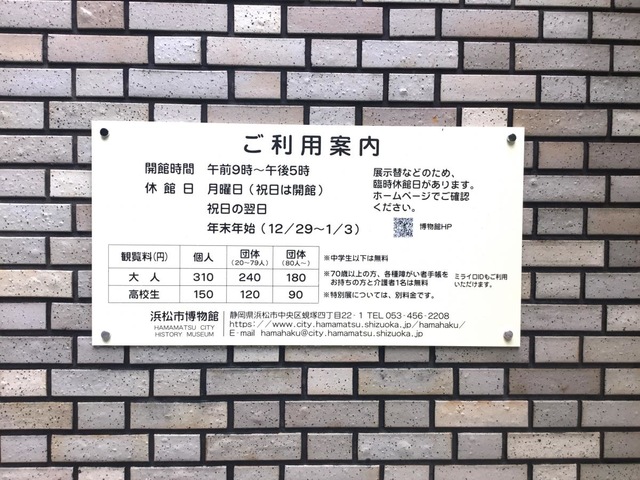 ご利用案内
開館時間 午前9時～午後5時
休館日 月曜日（祝日は開館）
祝日の翌日
年末年始（12/29～1/3）
展示替などのため、
臨時休館日があります。
ホームページでご確認
ください。
博物館HP
観覧料(円) 個人 団体(20～79人) 団体(80人～)
大人 310 240 180
高校生 150 120 90
※中学生以下は無料
※70歳以上の方、各種障がい者手帳を
お持ちの方と介護者1名は無料
※特別展については、別料金です。
ミライロIDもご利用
いただけます。
浜松市博物館
HAMAMATSU CITY
HISTORY MUSEUM
静岡県浜松市中央区蜆塚四丁目22-1 TEL 053-456-2208
https://www.city.hamamatsu.shizuoka.jp/hamahaku/
E-mail hamahaku@city.hamamatsu.shizuoka.jp